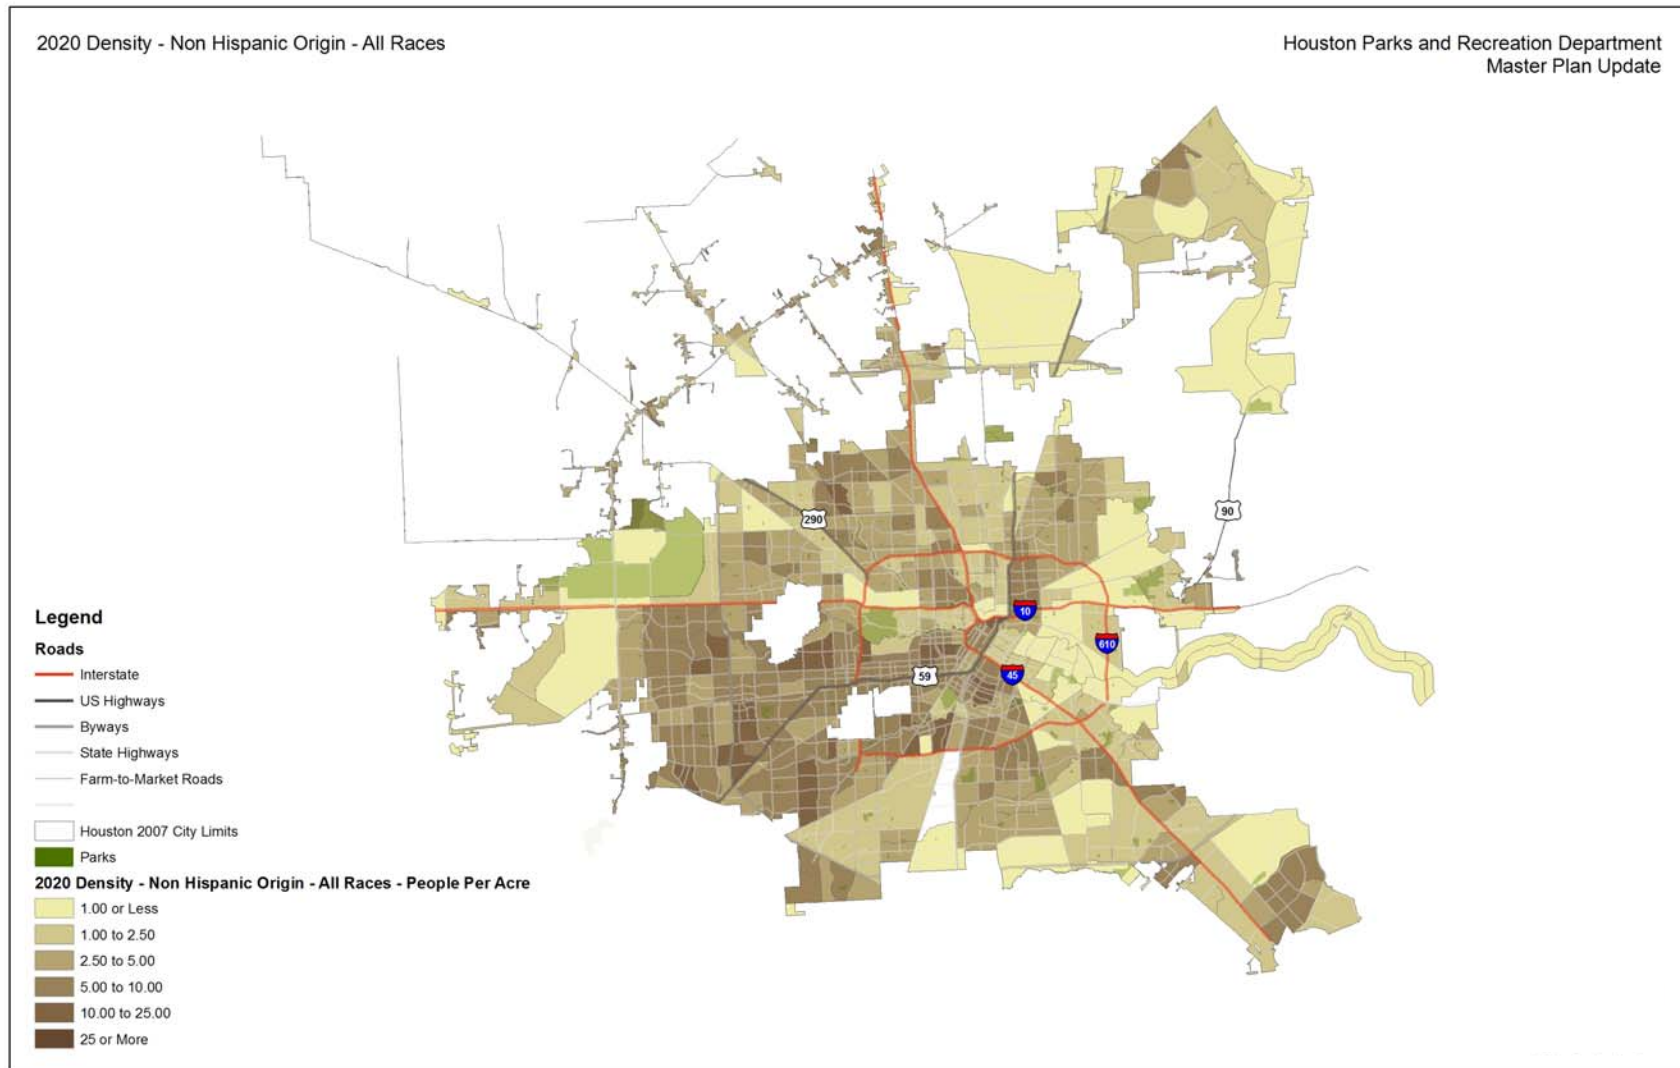 2020 Density - Non Hispanic Origin - All Races
Houston Parks and Recreation Department
Master Plan Update
290
90
10
610
59
45
Legend
Roads
Interstate
US Highways
Byways
State Highways
Farm-to-Market Roads
Houston 2007 City Limits
Parks
2020 Density - Non Hispanic Origin - All Races - People Per Acre
1.00 or Less
1.00 to 2.50
2.50 to 5.00
5.00 to 10.00
10.00 to 25.00
25 or More